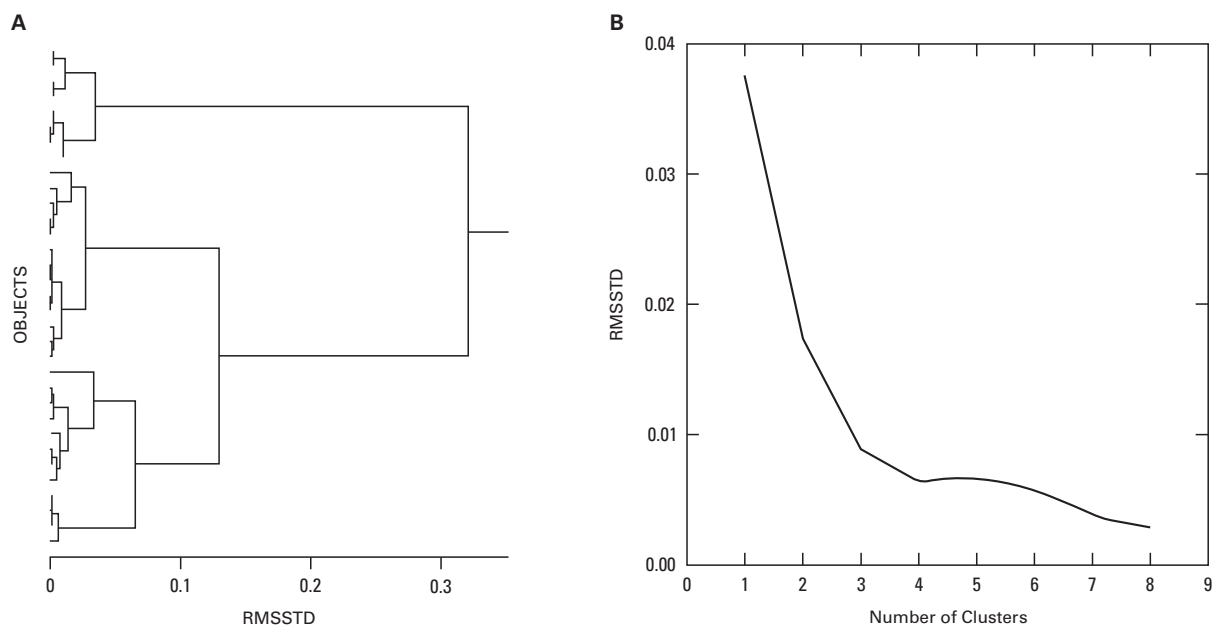 A
OBJECTS
0 0.1 0.2 0.3
RMSSTD
B
0.04
0.03
0.02
0.01
0.00
RMSSTD
0 1 2 3 4 5 6 7 8 9
Number of Clusters